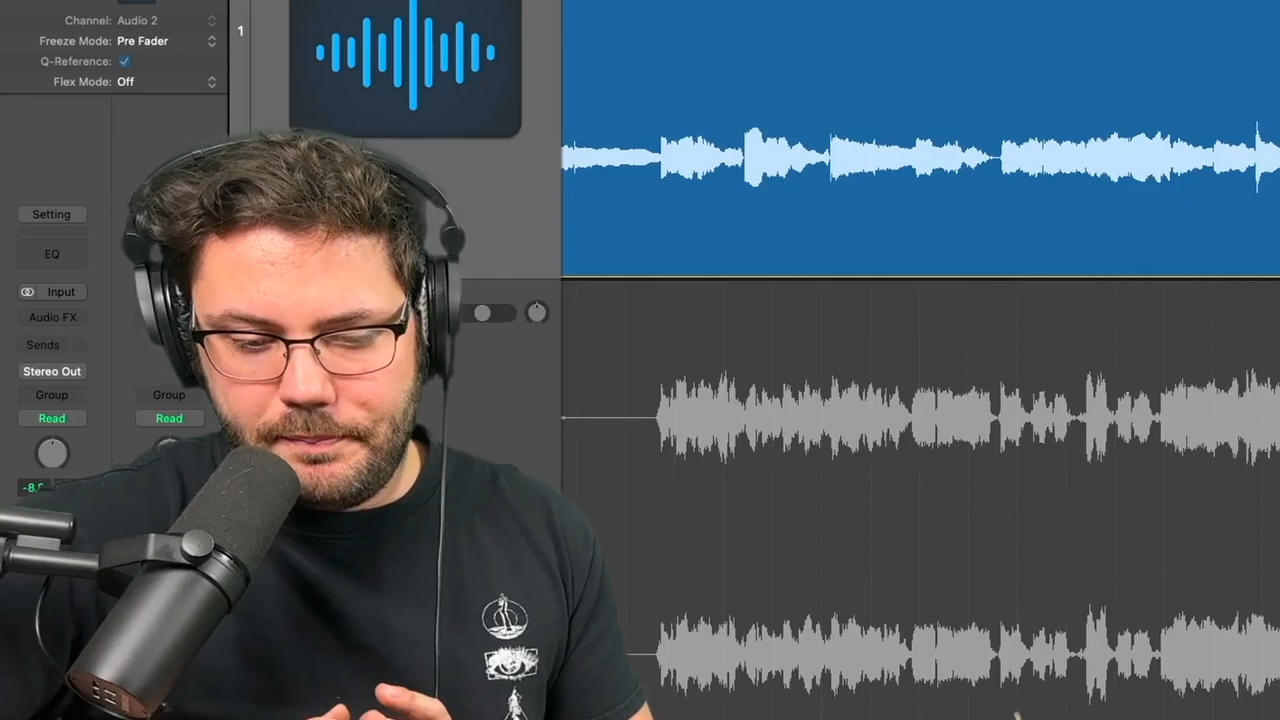 Channel: Audio 2
Freeze Mode: Pre Fader
Q-Reference:
Flex Mode: Off
1
Setting
EQ
Input
Audio FX
Sends
Stereo Out
Group
Group
Read
Read